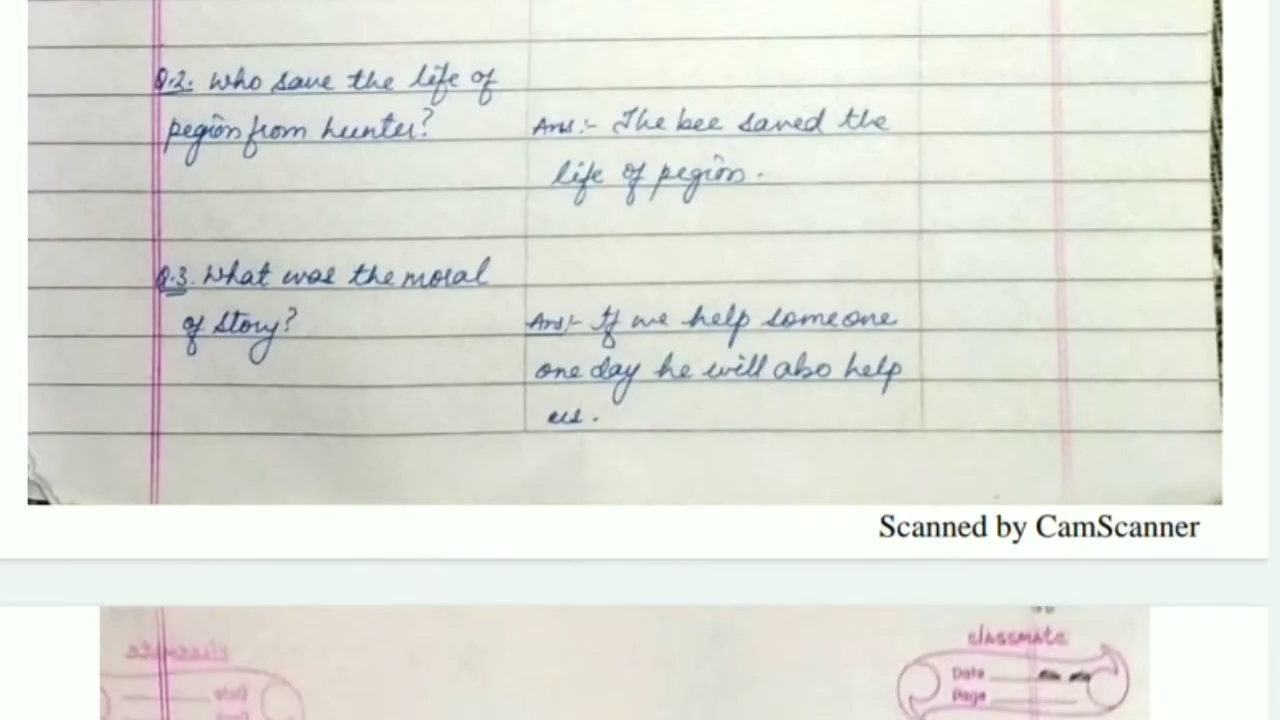 Q.2. Who save the life of
pegion from hunter?
Ans:- The bee saved the
life of pegion.
Q.3. What was the moral
of story?
Ans:- If we help someone
one day he will also help
us.
Scanned by CamScanner
classmate
Date
Page